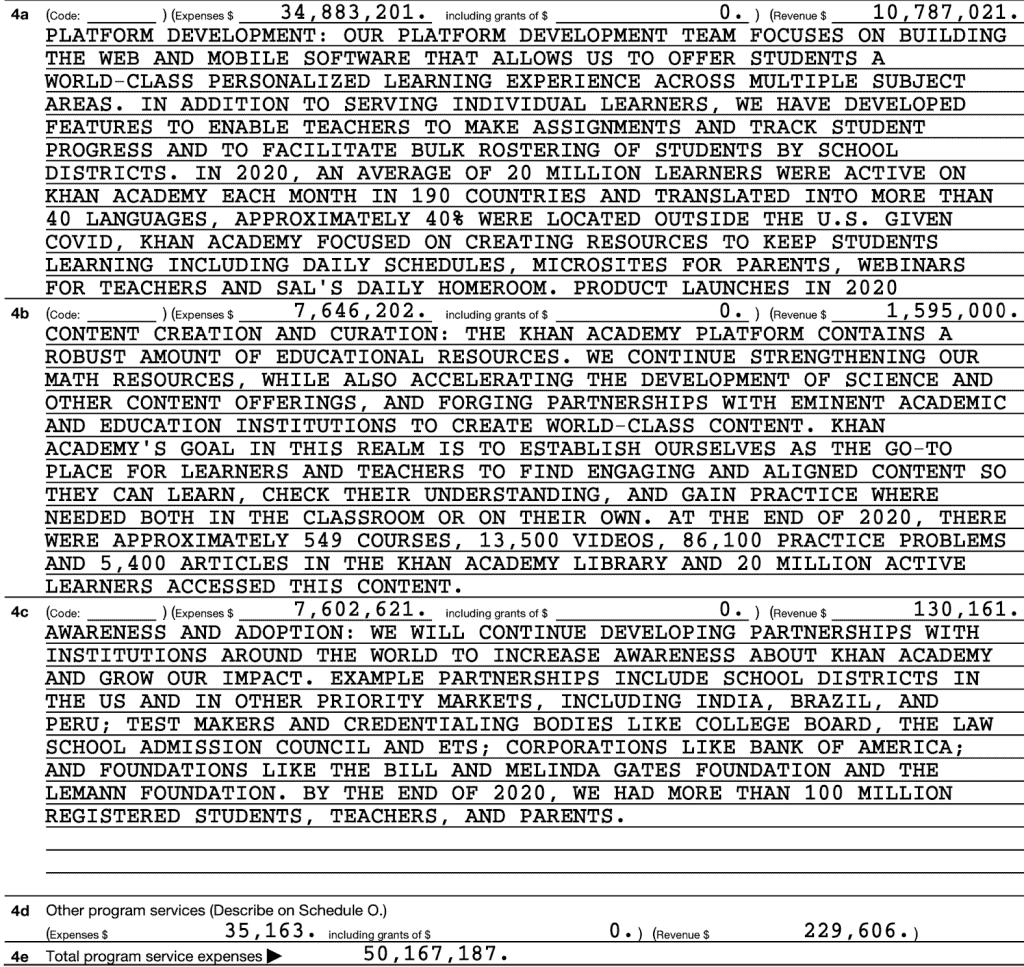 4a (Code: ) (Expenses $ 34,883,201. including grants of $ 0. ) (Revenue $ 10,787,021.
PLATFORM DEVELOPMENT: OUR PLATFORM DEVELOPMENT TEAM FOCUSES ON BUILDING
THE WEB AND MOBILE SOFTWARE THAT ALLOWS US TO OFFER STUDENTS A
WORLD-CLASS PERSONALIZED LEARNING EXPERIENCE ACROSS MULTIPLE SUBJECT
AREAS. IN ADDITION TO SERVING INDIVIDUAL LEARNERS, WE HAVE DEVELOPED
FEATURES TO ENABLE TEACHERS TO MAKE ASSIGNMENTS AND TRACK STUDENT
PROGRESS AND TO FACILITATE BULK ROSTERING OF STUDENTS BY SCHOOL
DISTRICTS. IN 2020, AN AVERAGE OF 20 MILLION LEARNERS WERE ACTIVE ON
KHAN ACADEMY EACH MONTH IN 190 COUNTRIES AND TRANSLATED INTO MORE THAN
40 LANGUAGES, APPROXIMATELY 40% WERE LOCATED OUTSIDE THE U.S. GIVEN
COVID, KHAN ACADEMY FOCUSED ON CREATING RESOURCES TO KEEP STUDENTS
LEARNING INCLUDING DAILY SCHEDULES, MICROSITES FOR PARENTS, WEBINARS
FOR TEACHERS AND SAL'S DAILY HOMEROOM. PRODUCT LAUNCHES IN 2020
4b (Code: ) (Expenses $ 7,646,202. including grants of $ 0. ) (Revenue $ 1,595,000.
CONTENT CREATION AND CURATION: THE KHAN ACADEMY PLATFORM CONTAINS A
ROBUST AMOUNT OF EDUCATIONAL RESOURCES. WE CONTINUE STRENGTHENING OUR
MATH RESOURCES, WHILE ALSO ACCELERATING THE DEVELOPMENT OF SCIENCE AND
OTHER CONTENT OFFERINGS, AND FORGING PARTNERSHIPS WITH EMINENT ACADEMIC
AND EDUCATION INSTITUTIONS TO CREATE WORLD-CLASS CONTENT. KHAN
ACADEMY'S GOAL IN THIS REALM IS TO ESTABLISH OURSELVES AS THE GO-TO
PLACE FOR LEARNERS AND TEACHERS TO FIND ENGAGING AND ALIGNED CONTENT SO
THEY CAN LEARN, CHECK THEIR UNDERSTANDING, AND GAIN PRACTICE WHERE
NEEDED BOTH IN THE CLASSROOM OR ON THEIR OWN. AT THE END OF 2020, THERE
WERE APPROXIMATELY 549 COURSES, 13,500 VIDEOS, 86,100 PRACTICE PROBLEMS
AND 5,400 ARTICLES IN THE KHAN ACADEMY LIBRARY AND 20 MILLION ACTIVE
LEARNERS ACCESSED THIS CONTENT.
4c (Code: ) (Expenses $ 7,602,621. including grants of $ 0. ) (Revenue $ 130,161.
AWARENESS AND ADOPTION: WE WILL CONTINUE DEVELOPING PARTNERSHIPS WITH
INSTITUTIONS AROUND THE WORLD TO INCREASE AWARENESS ABOUT KHAN ACADEMY
AND GROW OUR IMPACT. EXAMPLE PARTNERSHIPS INCLUDE SCHOOL DISTRICTS IN
THE US AND IN OTHER PRIORITY MARKETS, INCLUDING INDIA, BRAZIL, AND
PERU; TEST MAKERS AND CREDENTIALING BODIES LIKE COLLEGE BOARD, THE LAW
SCHOOL ADMISSION COUNCIL AND ETS; CORPORATIONS LIKE BANK OF AMERICA;
AND FOUNDATIONS LIKE THE BILL AND MELINDA GATES FOUNDATION AND THE
LEMANN FOUNDATION. BY THE END OF 2020, WE HAD MORE THAN 100 MILLION
REGISTERED STUDENTS, TEACHERS, AND PARENTS.
4d Other program services (Describe on Schedule O.)
(Expenses $ 35,163. including grants of $ 0. ) (Revenue $ 229,606. )
4e Total program service expenses ▶ 50,167,187.